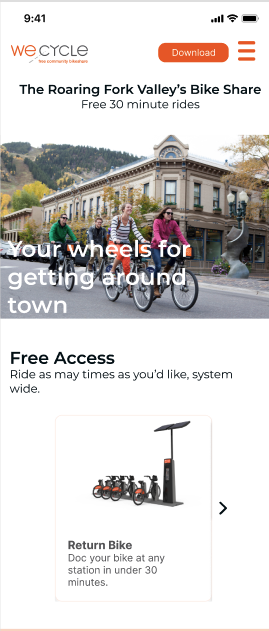 9:41
we CYCLE
free community bikeshare
Download
The Roaring Fork Valley's Bike Share
Free 30 minute rides
Your wheels for
getting around
town
Free Access
Ride as may times as you'd like, system
wide.
Return Bike
Doc your bike at any
station in under 30
minutes.